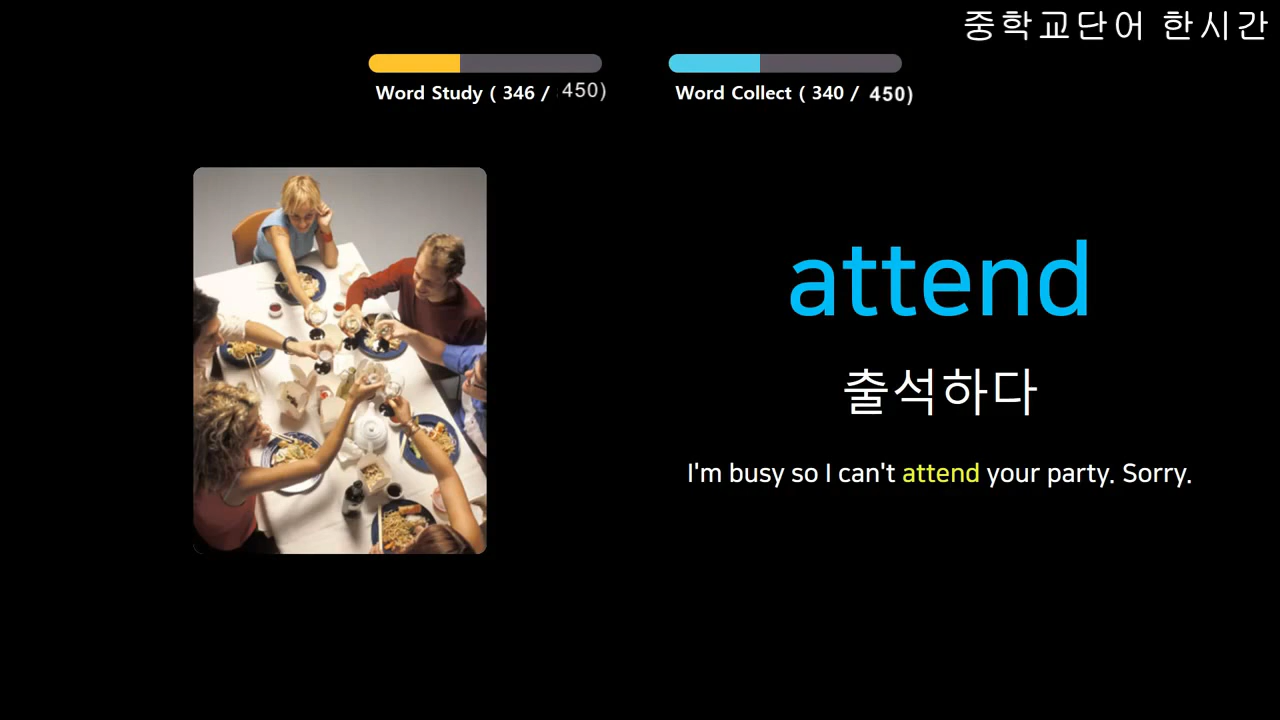 중학교단어 한시간
Word Study ( 346 / 450)
Word Collect ( 340 / 450)
attend
출석하다
I'm busy so I can't attend your party. Sorry.